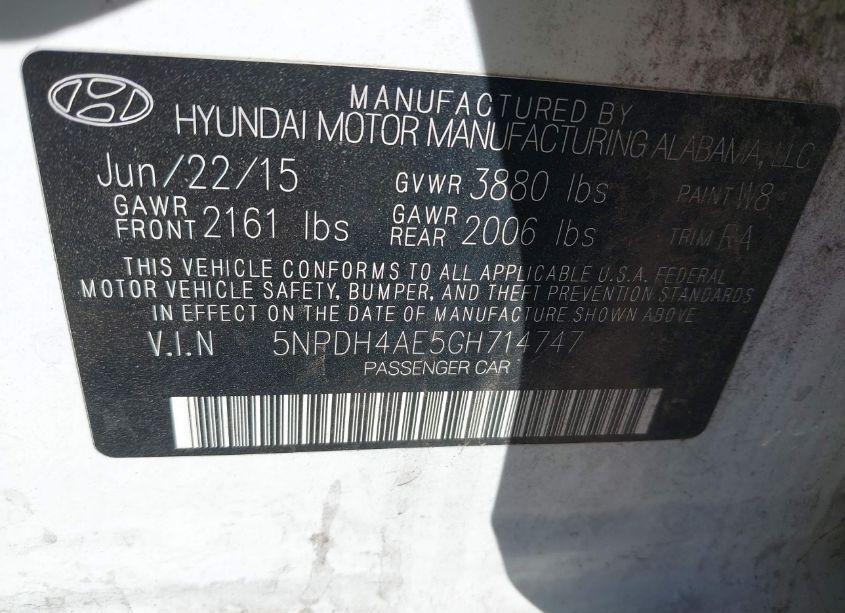 MANUFACTURED BY
HYUNDAI MOTOR MANUFACTURING ALABAMA, LLC
Jun/22/15 GVWR 3880 lbs PAINT W8
GAWR FRONT 2161 lbs GAWR REAR 2006 lbs TRIM
THIS VEHICLE CONFORMS TO ALL APPLICABLE U.S.A. FEDERAL
MOTOR VEHICLE SAFETY, BUMPER, AND THEFT PREVENTION STANDARDS
IN EFFECT ON THE DATE OF MANUFACTURE SHOWN ABOVE
V.I.N 5NPDH4AE5GH714747
PASSENGER CAR